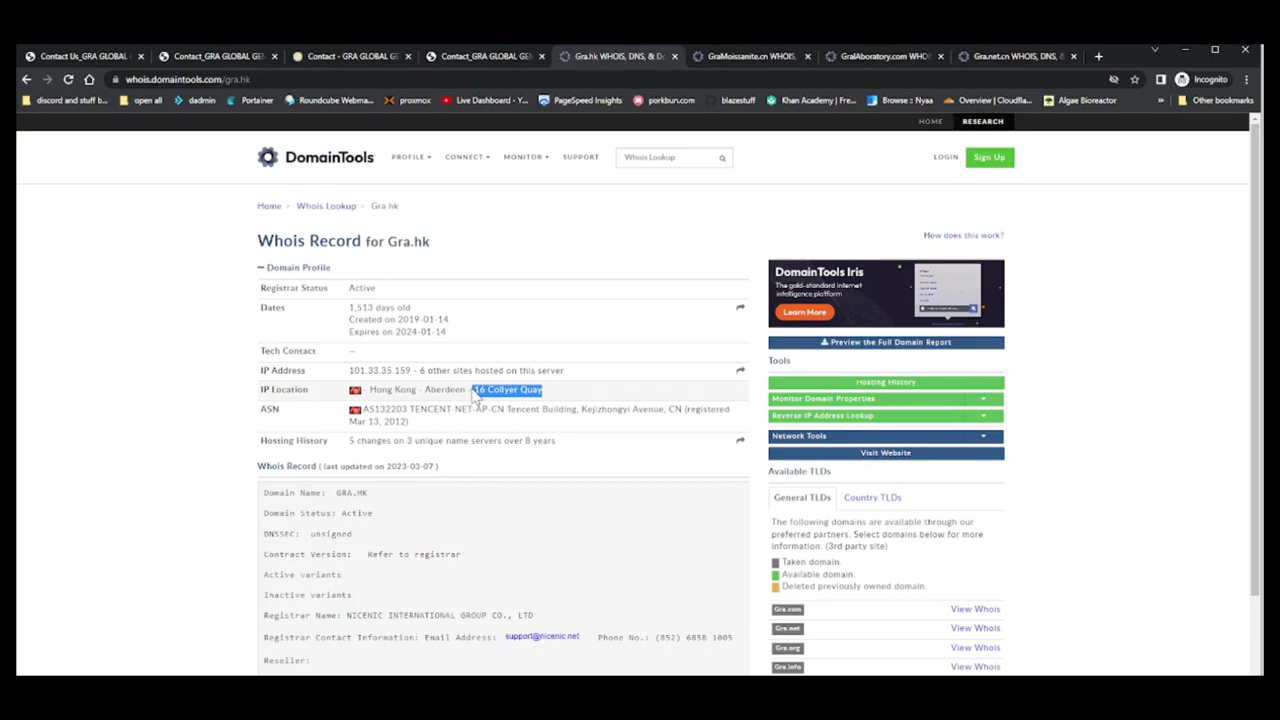 Contact Us_GRA GLOBAL G
Contact_GRA GLOBAL GE
Contact - GRA GLOBAL G
Contact_GRA GLOBAL GE
Gra.hk WHOIS, DNS, & D
GraMoissanite.cn WHOIS,
GralAboratory.com WHOIS
Gra.net.cn WHOIS, DNS, &
whois.domaintools.com/gra.hk
Incognito
discord and stuff b...
open all
dadmin
Portainer
Roundcube Webma...
proxmox
Live Dashboard - Y...
PageSpeed Insights
porkbun.com
blazestuff
Khan Academy | Fre...
Browse :: Nyaa
Overview | Cloudfla...
Algae Bioreactor
»
Other bookmarks
HOME
RESEARCH
DomainTools
PROFILE
CONNECT
MONITOR
SUPPORT
Whois Lookup
LOGIN
Sign Up
Home > Whois Lookup > Gra.hk
How does this work?
Whois Record for Gra.hk
— Domain Profile
Registrar Status Active
Dates 1,513 days old
Created on 2019-01-14
Expires on 2024-01-14
Tech Contact —
IP Address 101.33.35.159 - 6 other sites hosted on this server
IP Location - Hong Kong - Aberdeen - 16 Collyer Quay
ASN AS132203 TENCENT-NET-AP-CN Tencent Building, Kejizhongyi Avenue, CN (registered
Mar 13, 2012)
Hosting History 5 changes on 3 unique name servers over 8 years
Whois Record ( last updated on 2023-03-07 )
Domain Name: GRA.HK
Domain Status: Active
DNSSEC: unsigned
Contract Version: Refer to registrar
Active variants
Inactive variants
Registrar Name: NICENIC INTERNATIONAL GROUP CO., LTD
Registrar Contact Information: Email Address: support@nicenic.net Phone No.: (852) 6858 1005
Reseller:
DomainTools Iris
The gold-standard Internet
intelligence platform
Learn More
Preview the Full Domain Report
Tools
Hosting History
Monitor Domain Properties
Reverse IP Address Lookup
Network Tools
Visit Website
Available TLDs
General TLDs
Country TLDs
The following domains are available through our
preferred partners. Select domains below for more
information. (3rd party site)
Taken domain.
Available domain.
Deleted previously owned domain.
Gra.com View Whois
Gra.net View Whois
Gra.org View Whois
Gra.info View Whois